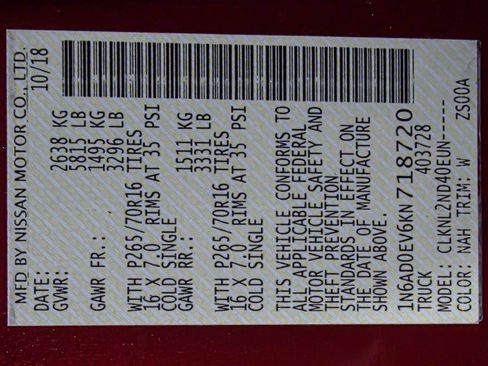 MFD BY NISSAN MOTOR CO., LTD.
DATE: 10/18
GVWR: 2638 KG
5815 LB
GAWR FR.: 1495 KG
3296 LB
WITH P265/70R16 TIRES
16 X 7.0 RIMS AT 35 PSI
COLD SINGLE
GAWR RR.: 1511 KG
3331 LB
WITH P265/70R16 TIRES
16 X 7.0 RIMS AT 35 PSI
COLD SINGLE
THIS VEHICLE CONFORMS TO
ALL APPLICABLE FEDERAL
MOTOR VEHICLE SAFETY AND
THEFT PREVENTION
STANDARDS IN EFFECT ON
THE DATE OF MANUFACTURE
SHOWN ABOVE.
1N6AD0EV6KN718720
TRUCK 403728
MODEL: CLKNLZND40EUN-----
COLOR: NAH TRIM: W ZS00A